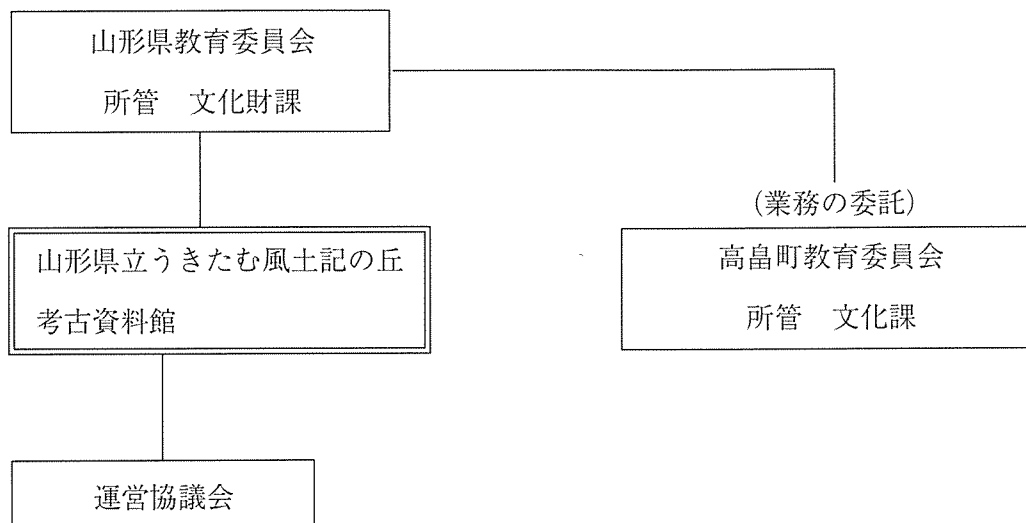 山形県教育委員会
所管　文化財課
(業務の委託)
山形県立うきたむ風土記の丘
考古資料館
高畠町教育委員会
所管　文化課
運営協議会